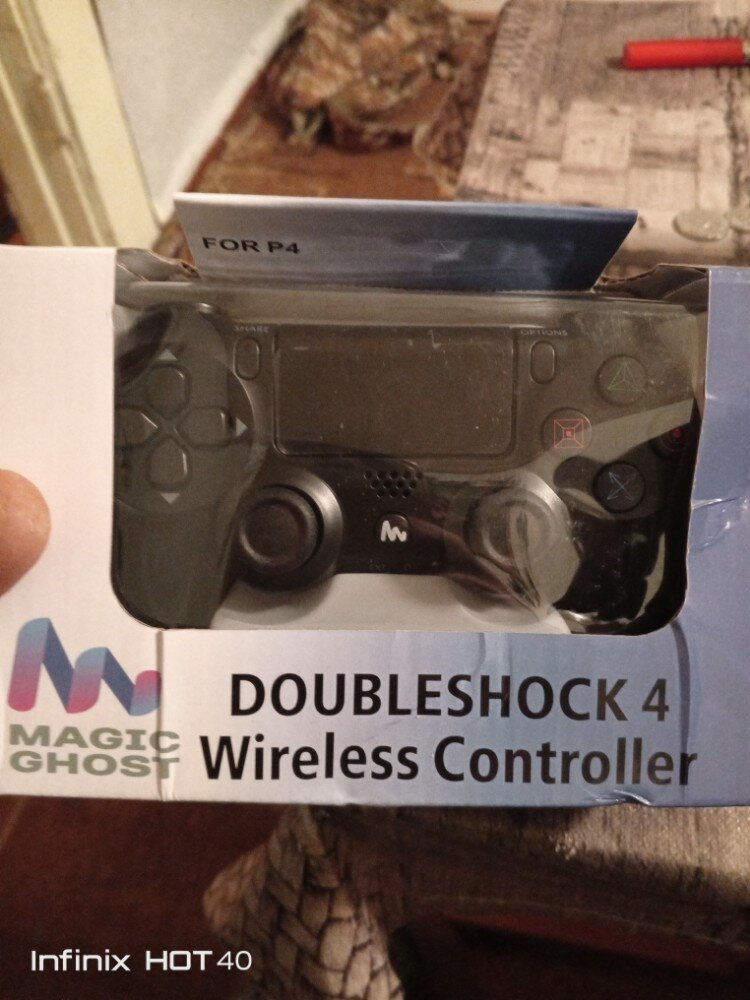 FOR P4
SHARE
OPTIONS
MAGIC
GHOST
DOUBLESHOCK 4
Wireless Controller
Infinix HOT 40